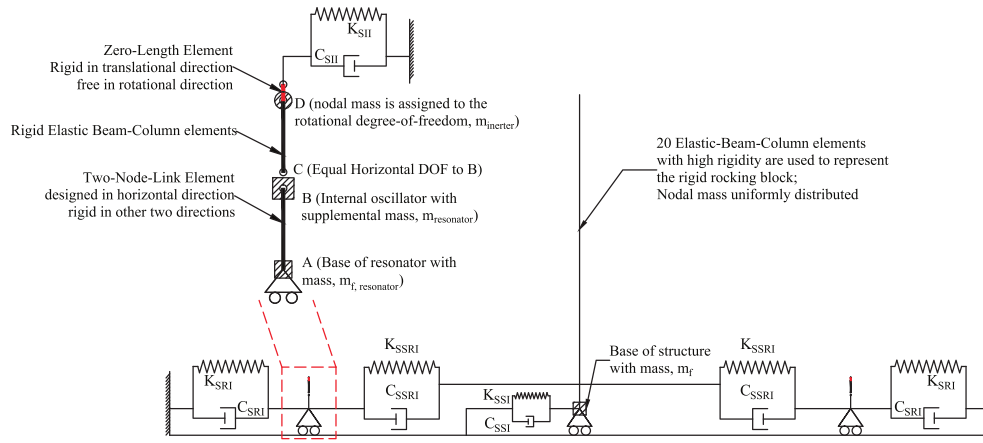 K_SII
C_SII
Zero-Length Element
Rigid in translational direction
free in rotational direction
D (nodal mass is assigned to the
rotational degree-of-freedom, m_inerter)
Rigid Elastic Beam-Column elements
C (Equal Horizontal DOF to B)
Two-Node-Link Element
designed in horizontal direction
rigid in other two directions
B (Internal oscillator with
supplemental mass, m_resonator)
A (Base of resonator with
mass, m_f, resonator)
20 Elastic-Beam-Column elements
with high rigidity are used to represent
the rigid rocking block;
Nodal mass uniformly distributed
K_SRI
C_SRI
K_SSRI
C_SSRI
K_SSI
C_SSI
Base of structure
with mass, m_f
K_SSRI
C_SSRI
K_SRI
C_SRI